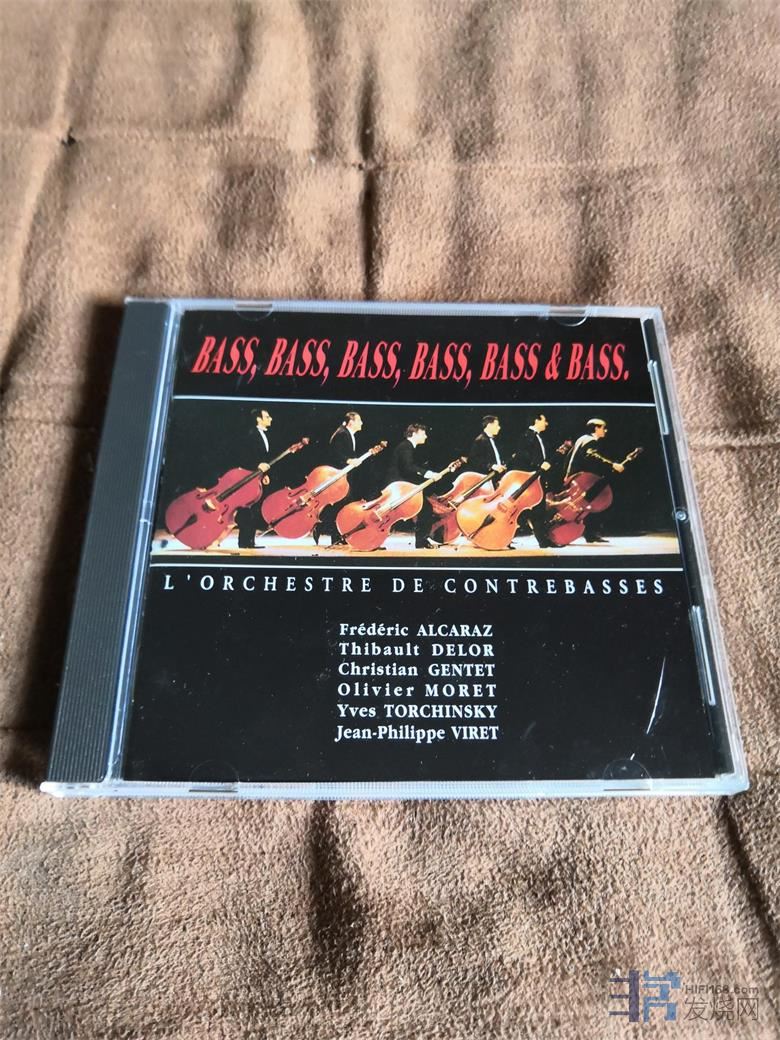 BASS, BASS, BASS, BASS, BASS & BASS.
L'ORCHESTRE DE CONTREBASSES
Frédéric ALCARAZ
Thibault DELOR
Christian GENTET
Olivier MORET
Yves TORCHINSKY
Jean-Philippe VIRET
HIFI168.com
发烧网